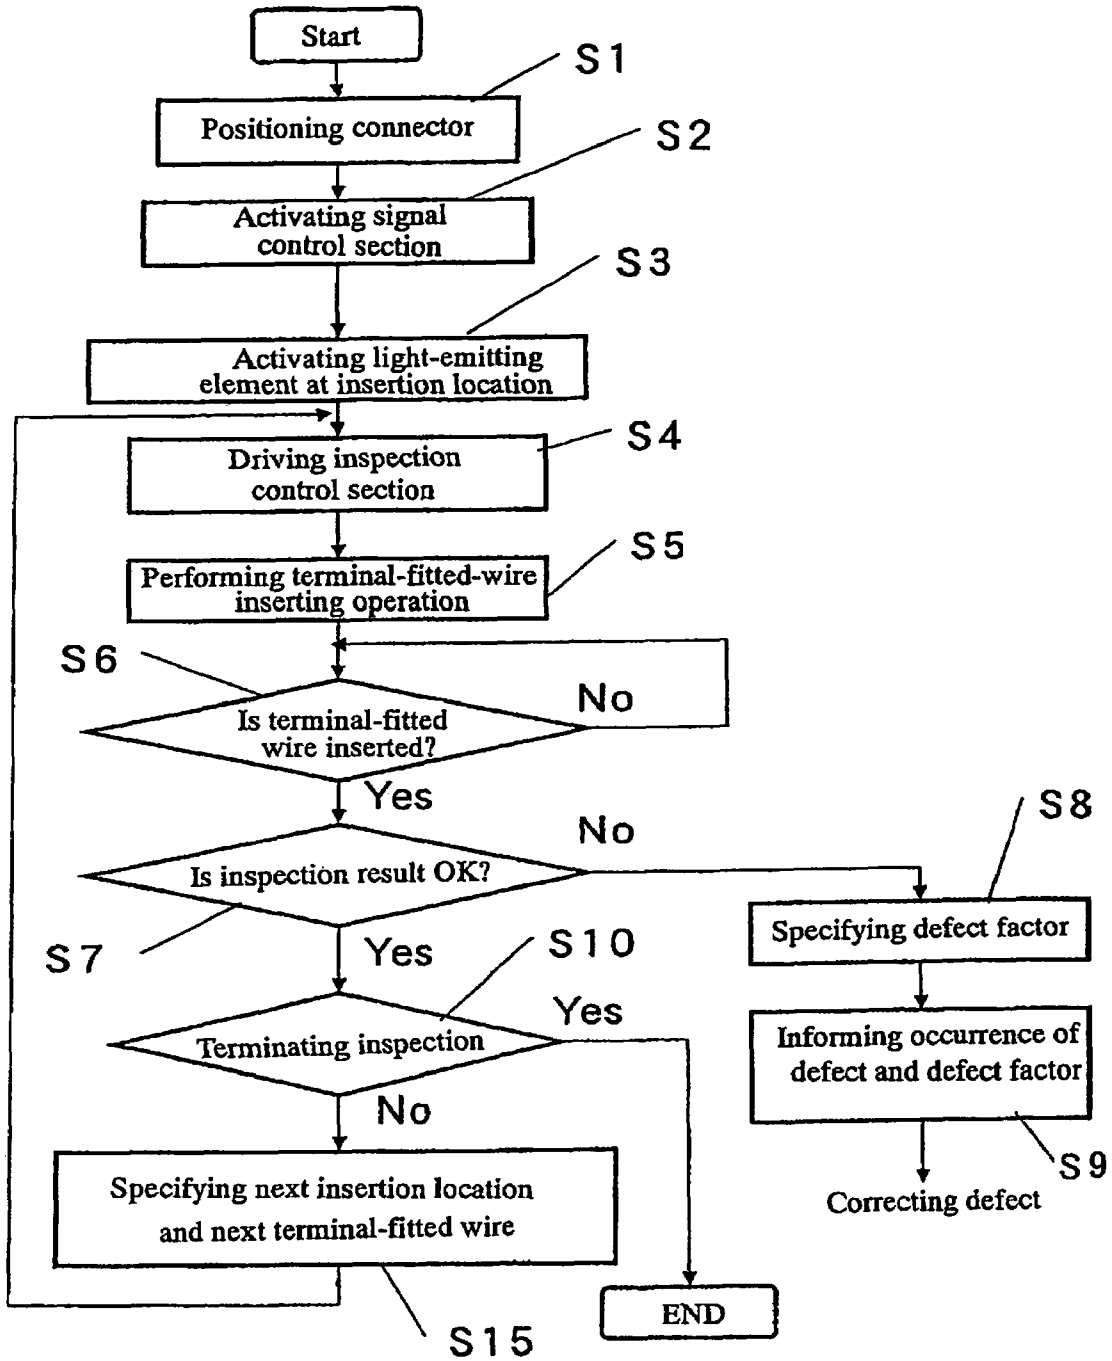 Start
S1
Positioning connector
S2
Activating signal
control section
S3
Activating light-emitting
element at insertion location
S4
Driving inspection
control section
S5
Performing terminal-fitted-wire
inserting operation
S6
No
Is terminal-fitted
wire inserted?
Yes
No
S8
Is inspection result OK?
Specifying defect factor
S7
Yes
S10
Yes
Terminating inspection
Informing occurrence of
defect and defect factor
No
S9
Specifying next insertion location
and next terminal-fitted wire
Correcting defect
END
S15